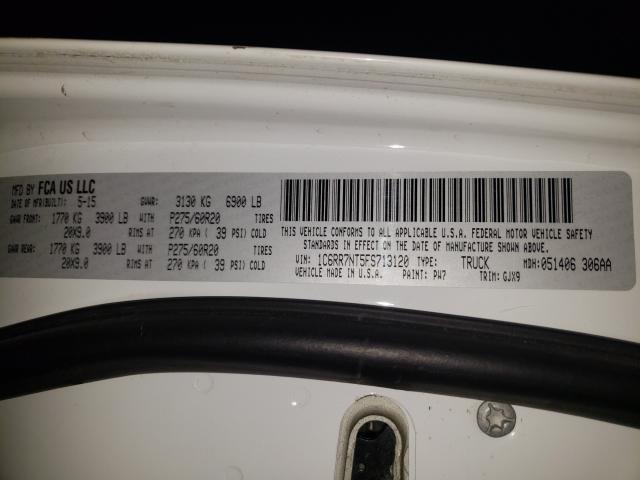 MFD BY FCA US LLC
DATE OF MFR(BUILT): 5-15 GVWR: 3130 KG 6900 LB
GAWR FRONT: 1770 KG 3900 LB WITH P275/60R20 TIRES
20X9.0 RIMS AT 270 KPA ( 39 PSI) COLD
GAWR REAR: 1770 KG 3900 LB WITH P275/60R20 TIRES
20X9.0 RIMS AT 270 KPA ( 39 PSI) COLD
THIS VEHICLE CONFORMS TO ALL APPLICABLE U.S.A. FEDERAL MOTOR VEHICLE SAFETY
STANDARDS IN EFFECT ON THE DATE OF MANUFACTURE SHOWN ABOVE.
VIN: 1C6RR7NT5FS713120 TYPE: TRUCK MDH: 051406 306AA
VEHICLE MADE IN U.S.A. PAINT: PW7 TRIM: GJX9